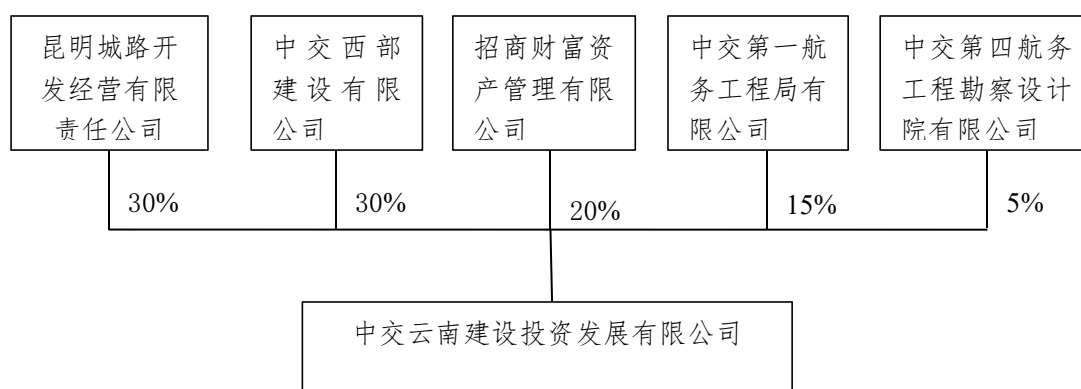 昆明城路开
发经营有限
责任公司
中交西部
建设有限
公司
招商财富资
产管理有限
公司
中交第一航
务工程局有
限公司
中交第四航务
工程勘察设计
院有限公司
30%
30%
20%
15%
5%
中交云南建设投资发展有限公司